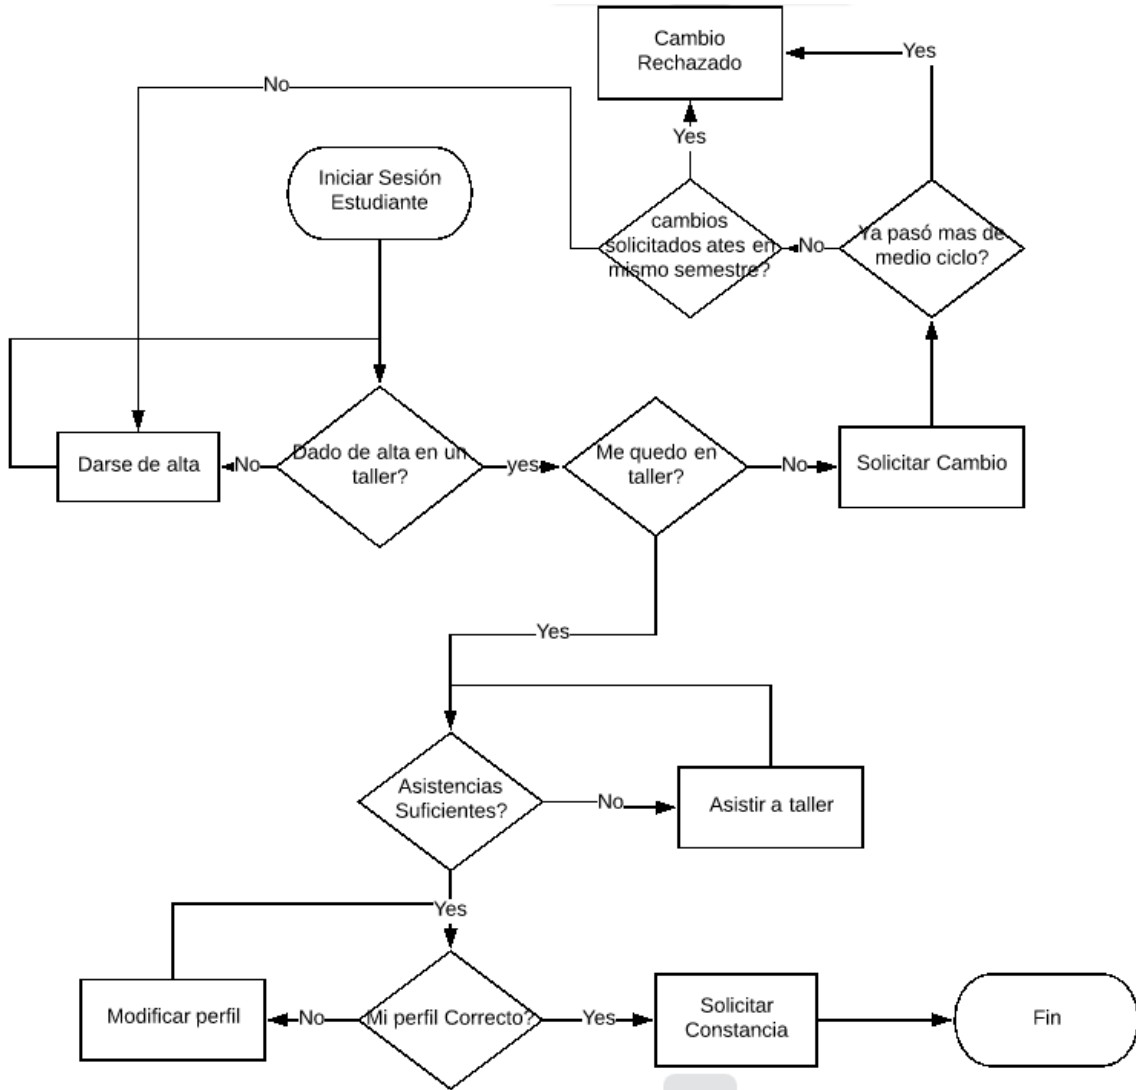 Cambio
Rechazado
Yes
No
Yes
Iniciar Sesión
Estudiante
cambios
solicitados ates en
mismo semestre?
No
Ya pasó mas de
medio ciclo?
Darse de alta
No
Dado de alta en un
taller?
yes
Me quedo en
taller?
No
Solicitar Cambio
Yes
Asistencias
Suficientes?
No
Asistir a taller
Yes
Modificar perfil
No
Mi perfil Correcto?
Yes
Solicitar
Constancia
Fin